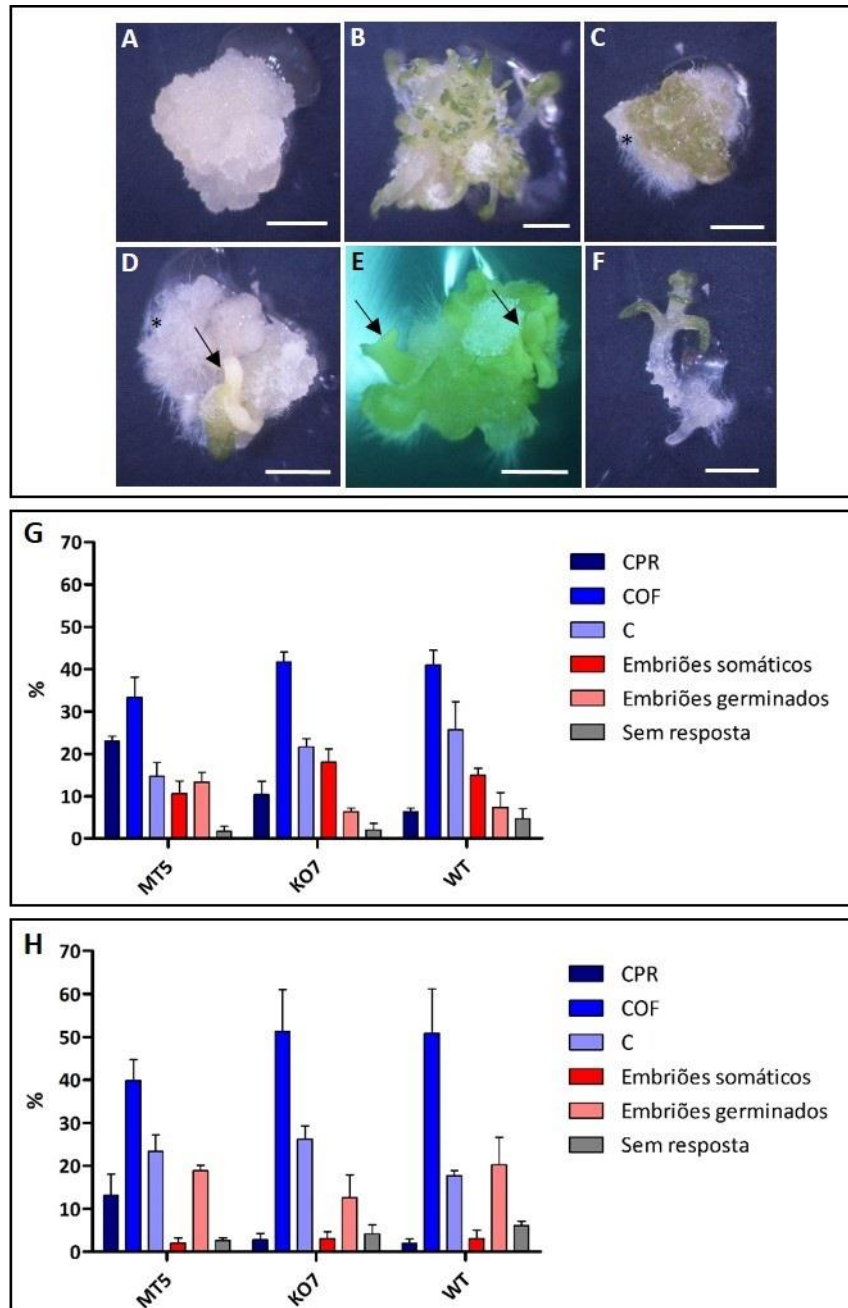 A
B
C
*
D
*
E
F
G
70
60
50
40
30
20
10
0
%
MT5
KO7
WT
CPR
COF
C
Embriões somáticos
Embriões germinados
Sem resposta
H
70
60
50
40
30
20
10
0
%
MT5
KO7
WT
CPR
COF
C
Embriões somáticos
Embriões germinados
Sem resposta